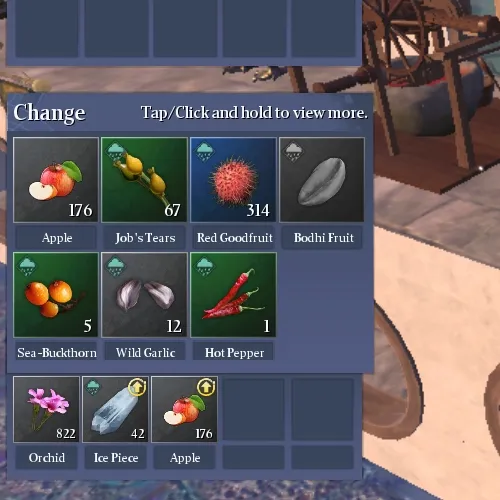 Change
Tap/Click and hold to view more.
176
67
314
Apple
Job's Tears
Red Goodfruit
Bodhi Fruit
5
12
1
Sea-Buckthorn
Wild Garlic
Hot Pepper
822
42
176
Orchid
Ice Piece
Apple